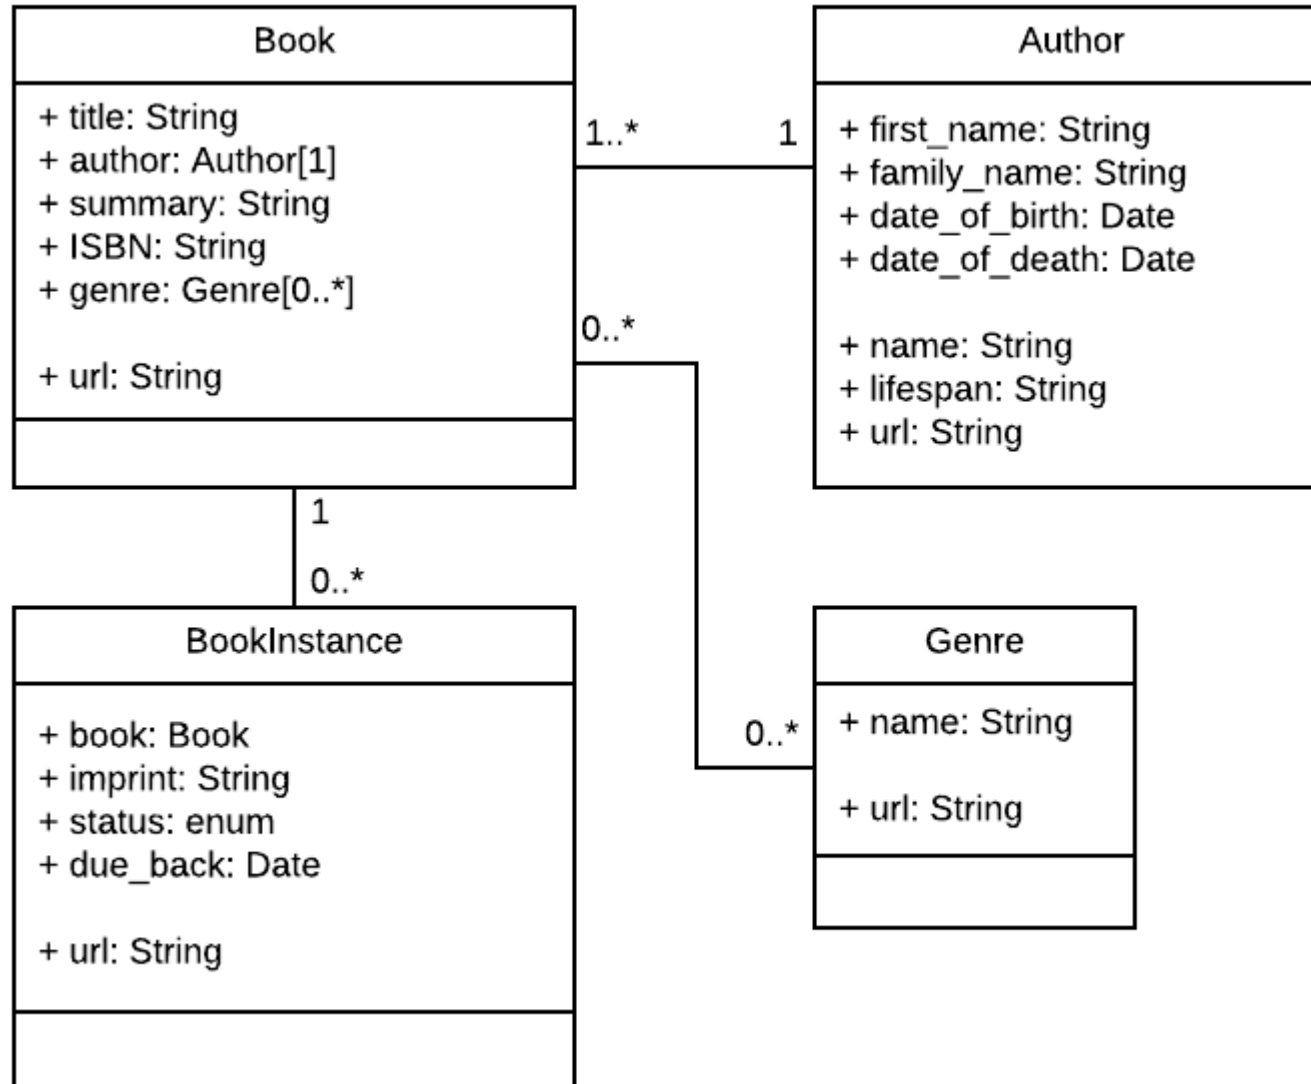 Book
+ title: String
+ author: Author[1]
+ summary: String
+ ISBN: String
+ genre: Genre[0..*]
+ url: String
1..*
1
Author
+ first_name: String
+ family_name: String
+ date_of_birth: Date
+ date_of_death: Date
+ name: String
+ lifespan: String
+ url: String
0..*
1
0..*
BookInstance
+ book: Book
+ imprint: String
+ status: enum
+ due_back: Date
+ url: String
0..*
Genre
+ name: String
+ url: String